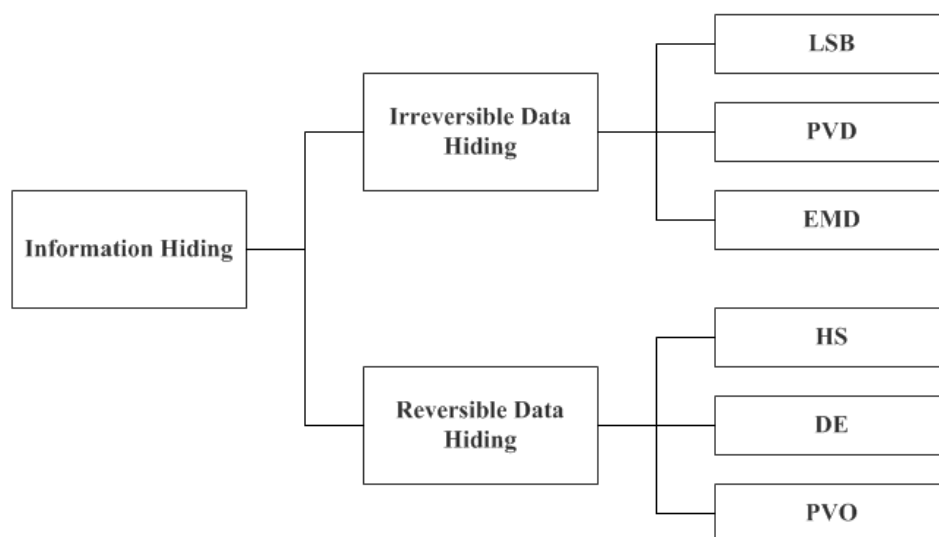 Information Hiding
Irreversible Data
Hiding
LSB
PVD
EMD
Reversible Data
Hiding
HS
DE
PVO